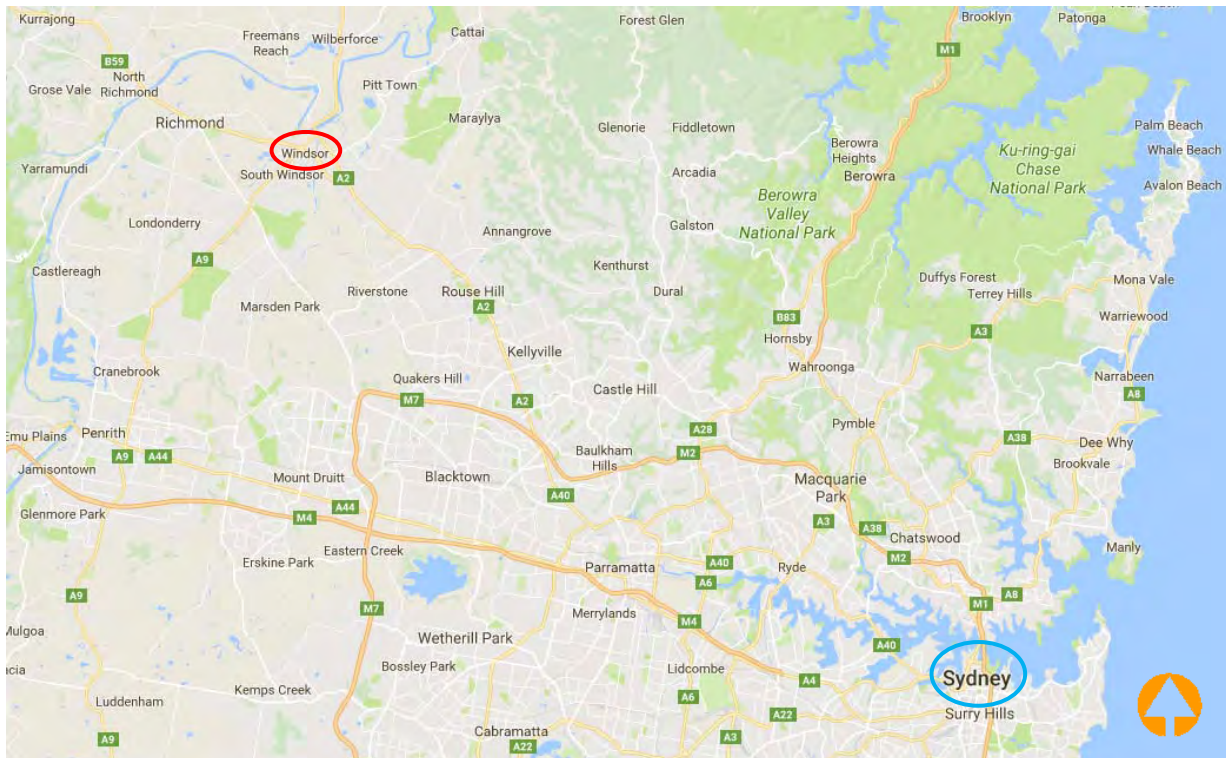 Kurrajong
Forest Glen
Brooklyn
Patonga
Cattai
Freemans
Reach
Wilberforce
M1
B59
North
Richmond
Grose Vale
Pitt Town
Richmond
Maraylya
Glenorie
Fiddletown
Palm Beach
Berowra
Heights
Ku-ring-gai
Chase
National Park
Whale Beach
Windsor
Yarramundi
South Windsor
A2
Arcadia
Berowra
Avalon Beach
Berowra
Valley
National Park
Londonderry
Annangrove
Galston
A9
Castlereagh
Kenthurst
Duffys Forest
Mona Vale
Riverstone
Rouse Hill
Dural
Terrey Hills
Marsden Park
A2
B83
Warriewood
A3
Hornsby
Kellyville
Wahroonga
Cranebrook
Quakers Hill
Castle Hill
Narrabeen
A8
M7
A2
Pymble
Emu Plains
Penrith
A28
A38
Dee Why
Baulkham
Hills
M2
A9
A44
Brookvale
Jamisontown
Mount Druitt
Blacktown
Macquarie
Park
A40
A44
Glenmore Park
M4
A3
A38
Chatswood
Eastern Creek
Manly
Erskine Park
M2
Parramatta
A40
Ryde
A6
A9
M7
A8
M1
Merrylands
M4
Mulgoa
Wetherill Park
A40
Bossley Park
Lidcombe
Sydney
A4
Kemps Creek
A6
Luddenham
A22
Surry Hills
A9
Cabramatta
A22
A3